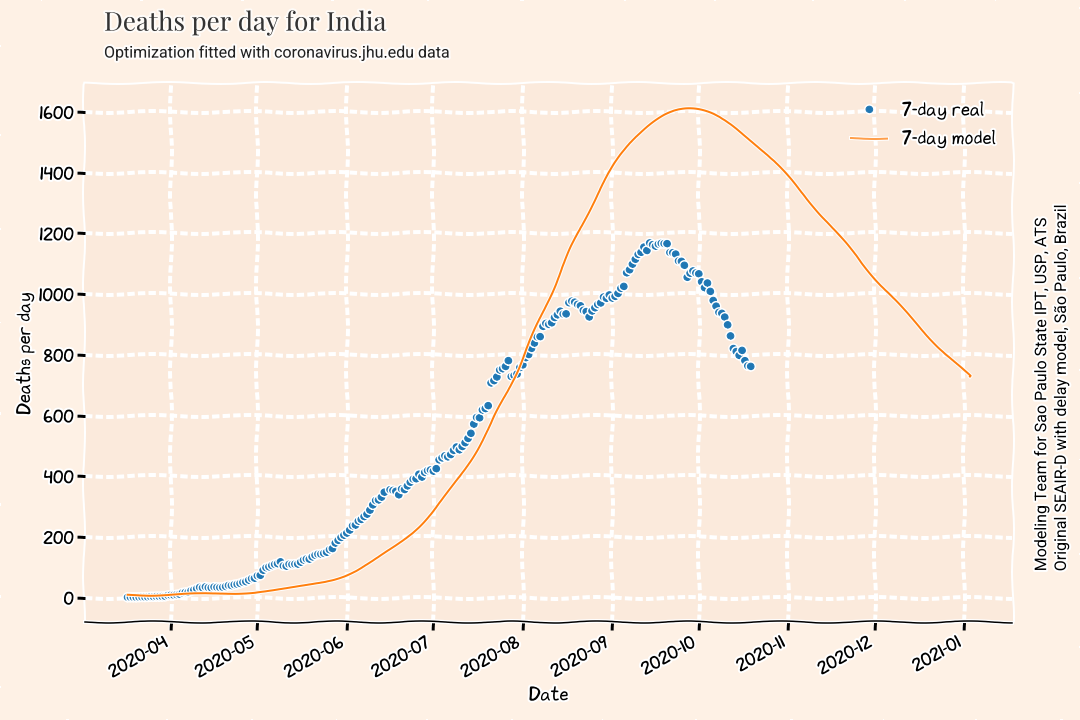 Deaths per day for India
Optimization fitted with coronavirus.jhu.edu data
7-day real
7-day model
1600
1400
1200
1000
800
600
400
200
0
Deaths per day
2020-04
2020-05
2020-06
2020-07
2020-08
2020-09
2020-10
2020-11
2020-12
2021-01
Date
Modeling Team for Sao Paulo State IPT, USP, ATS
Original SEAIR-D with delay model, São Paulo, Brazil